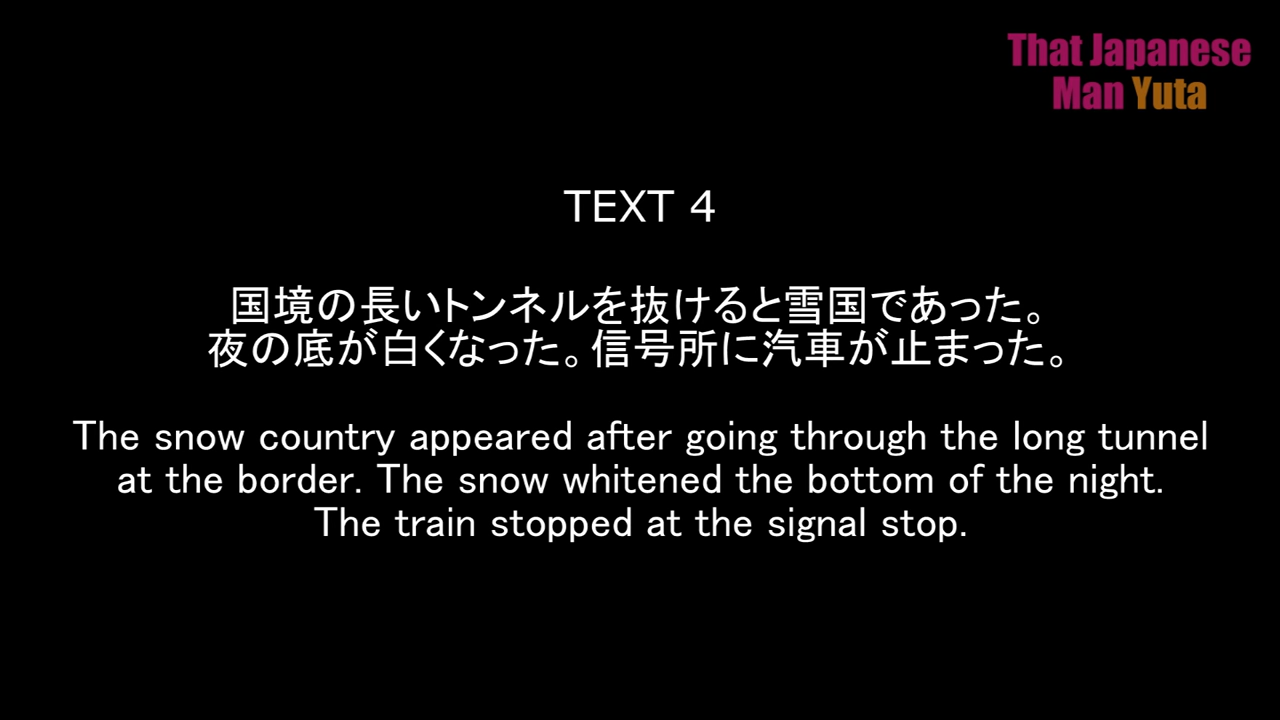 That Japanese
Man Yuta
TEXT 4
国境の長いトンネルを抜けると雪国であった。
夜の底が白くなった。信号所に汽車が止まった。
The snow country appeared after going through the long tunnel
at the border. The snow whitened the bottom of the night.
The train stopped at the signal stop.